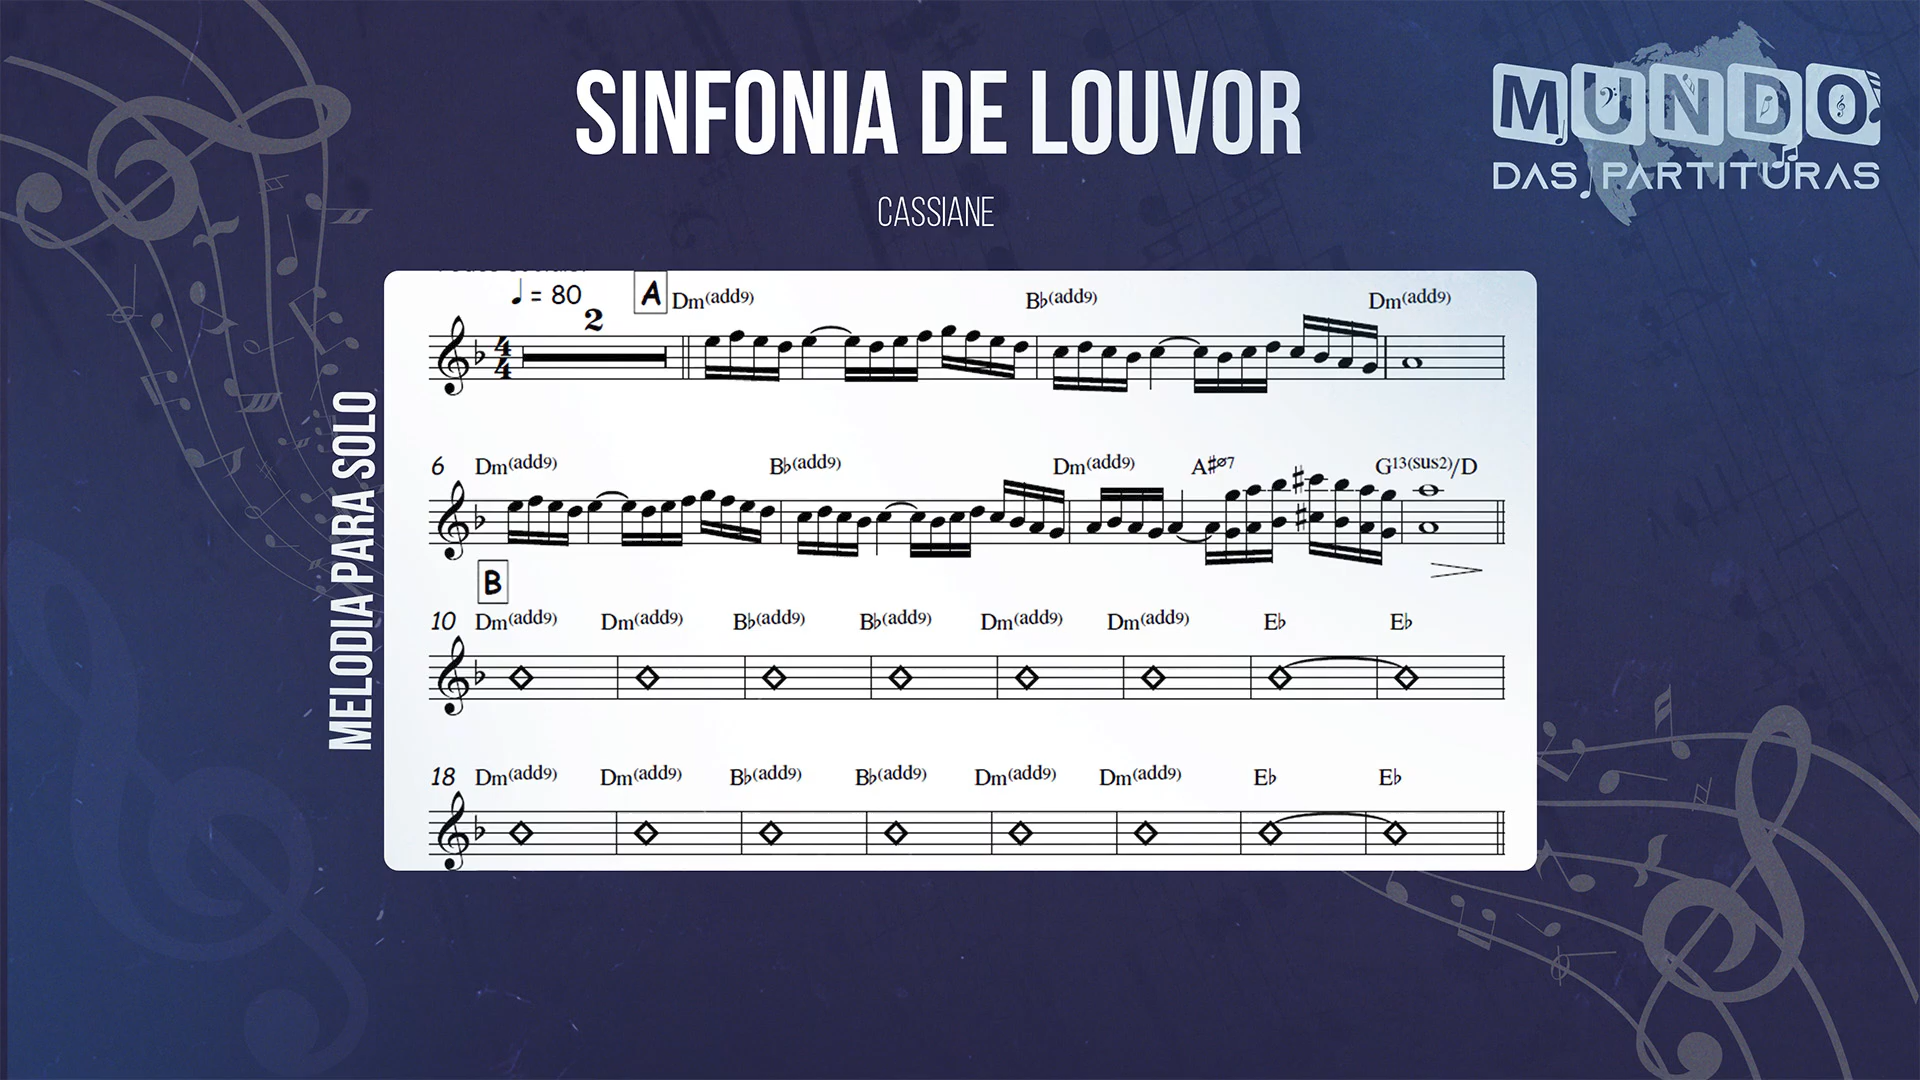 SINFONIA DE LOUVOR
CASSIANE
MUNDO
DAS PARTITURAS
MELODIA PARA SOLO
♩ = 80
2
A Dm(add9) B♭(add9) Dm(add9)
4
4
6 Dm(add9) B♭(add9) Dm(add9) A♯ø7 G13(sus2)/D
B
10 Dm(add9) Dm(add9) B♭(add9) B♭(add9) Dm(add9) Dm(add9) E♭ E♭
18 Dm(add9) Dm(add9) B♭(add9) B♭(add9) Dm(add9) Dm(add9) E♭ E♭